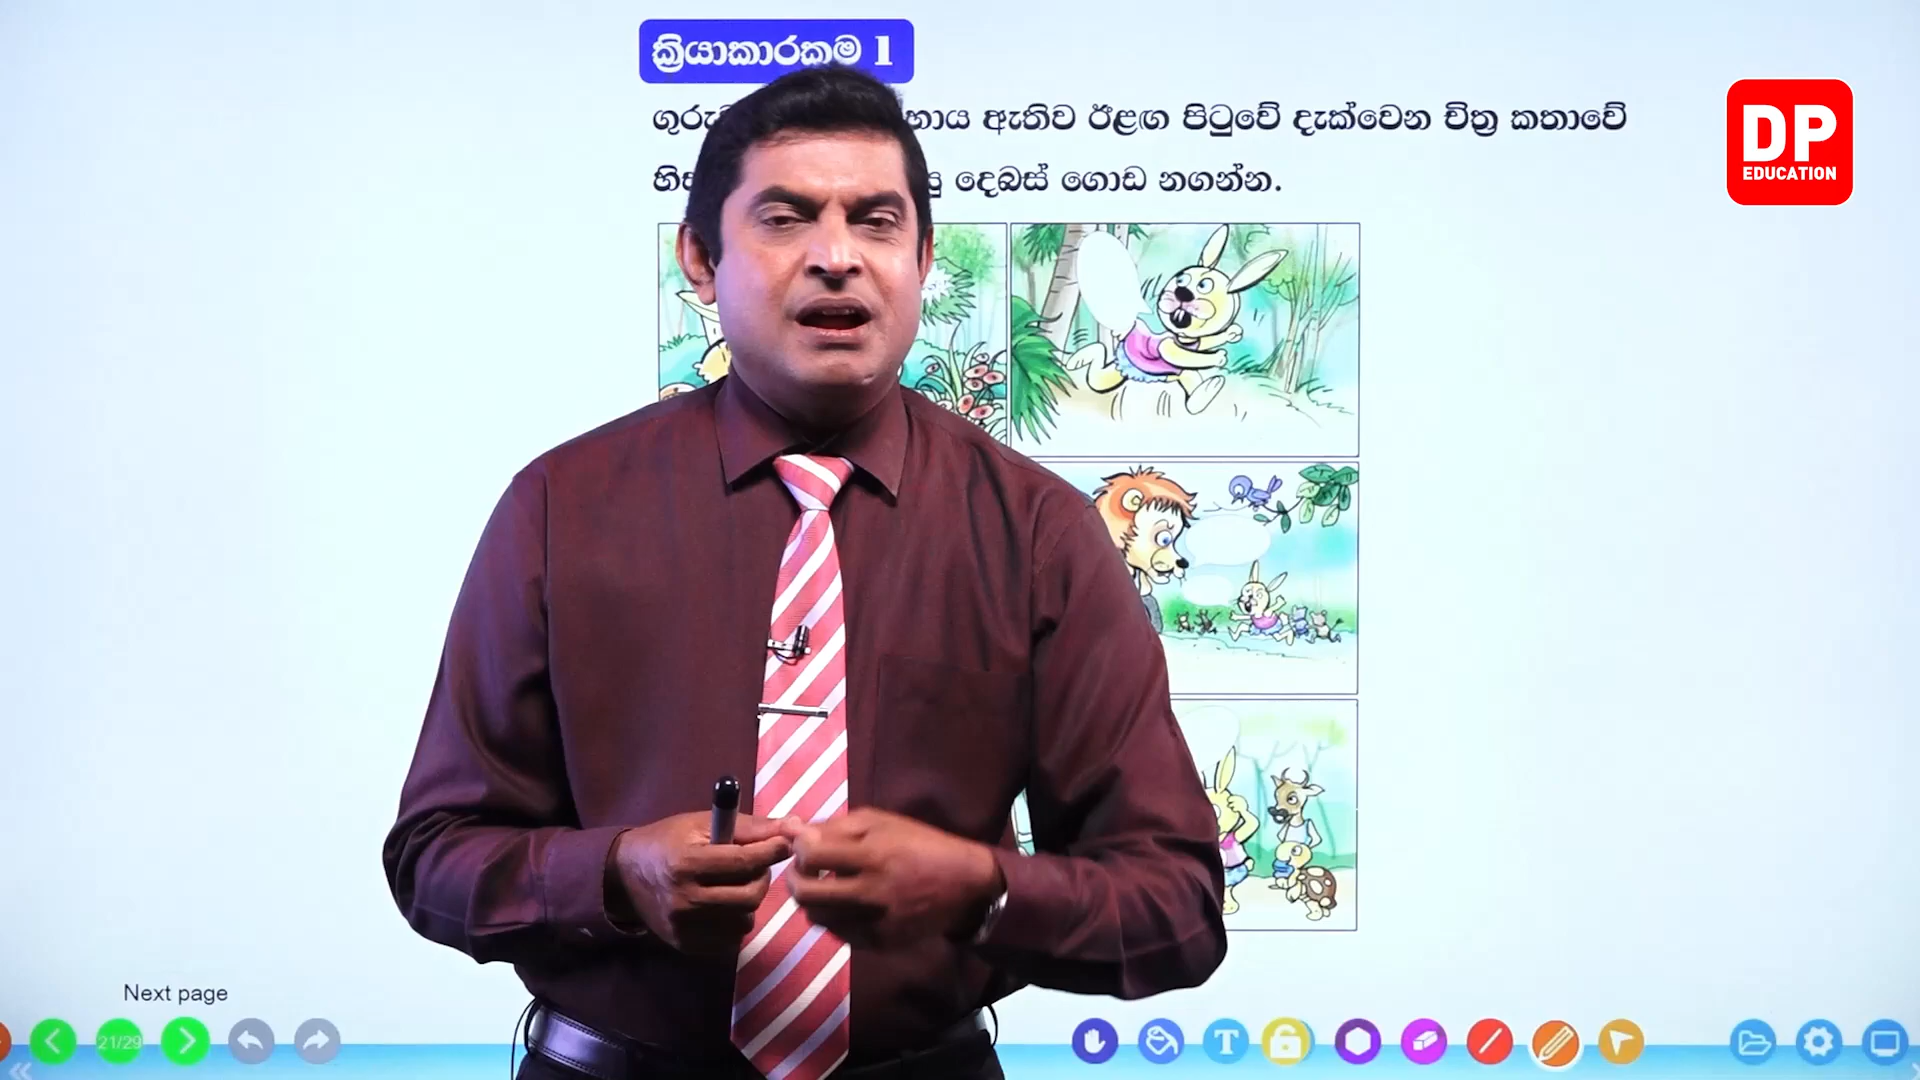 ක්‍රියාකාරකම 1
ඇතිව ඊළඟ පිටුවේ දැක්වෙන චිත්‍ර කතාවේ
දෙබස් ගොඩ නගන්න.
DP
EDUCATION
Next page
21/29
T